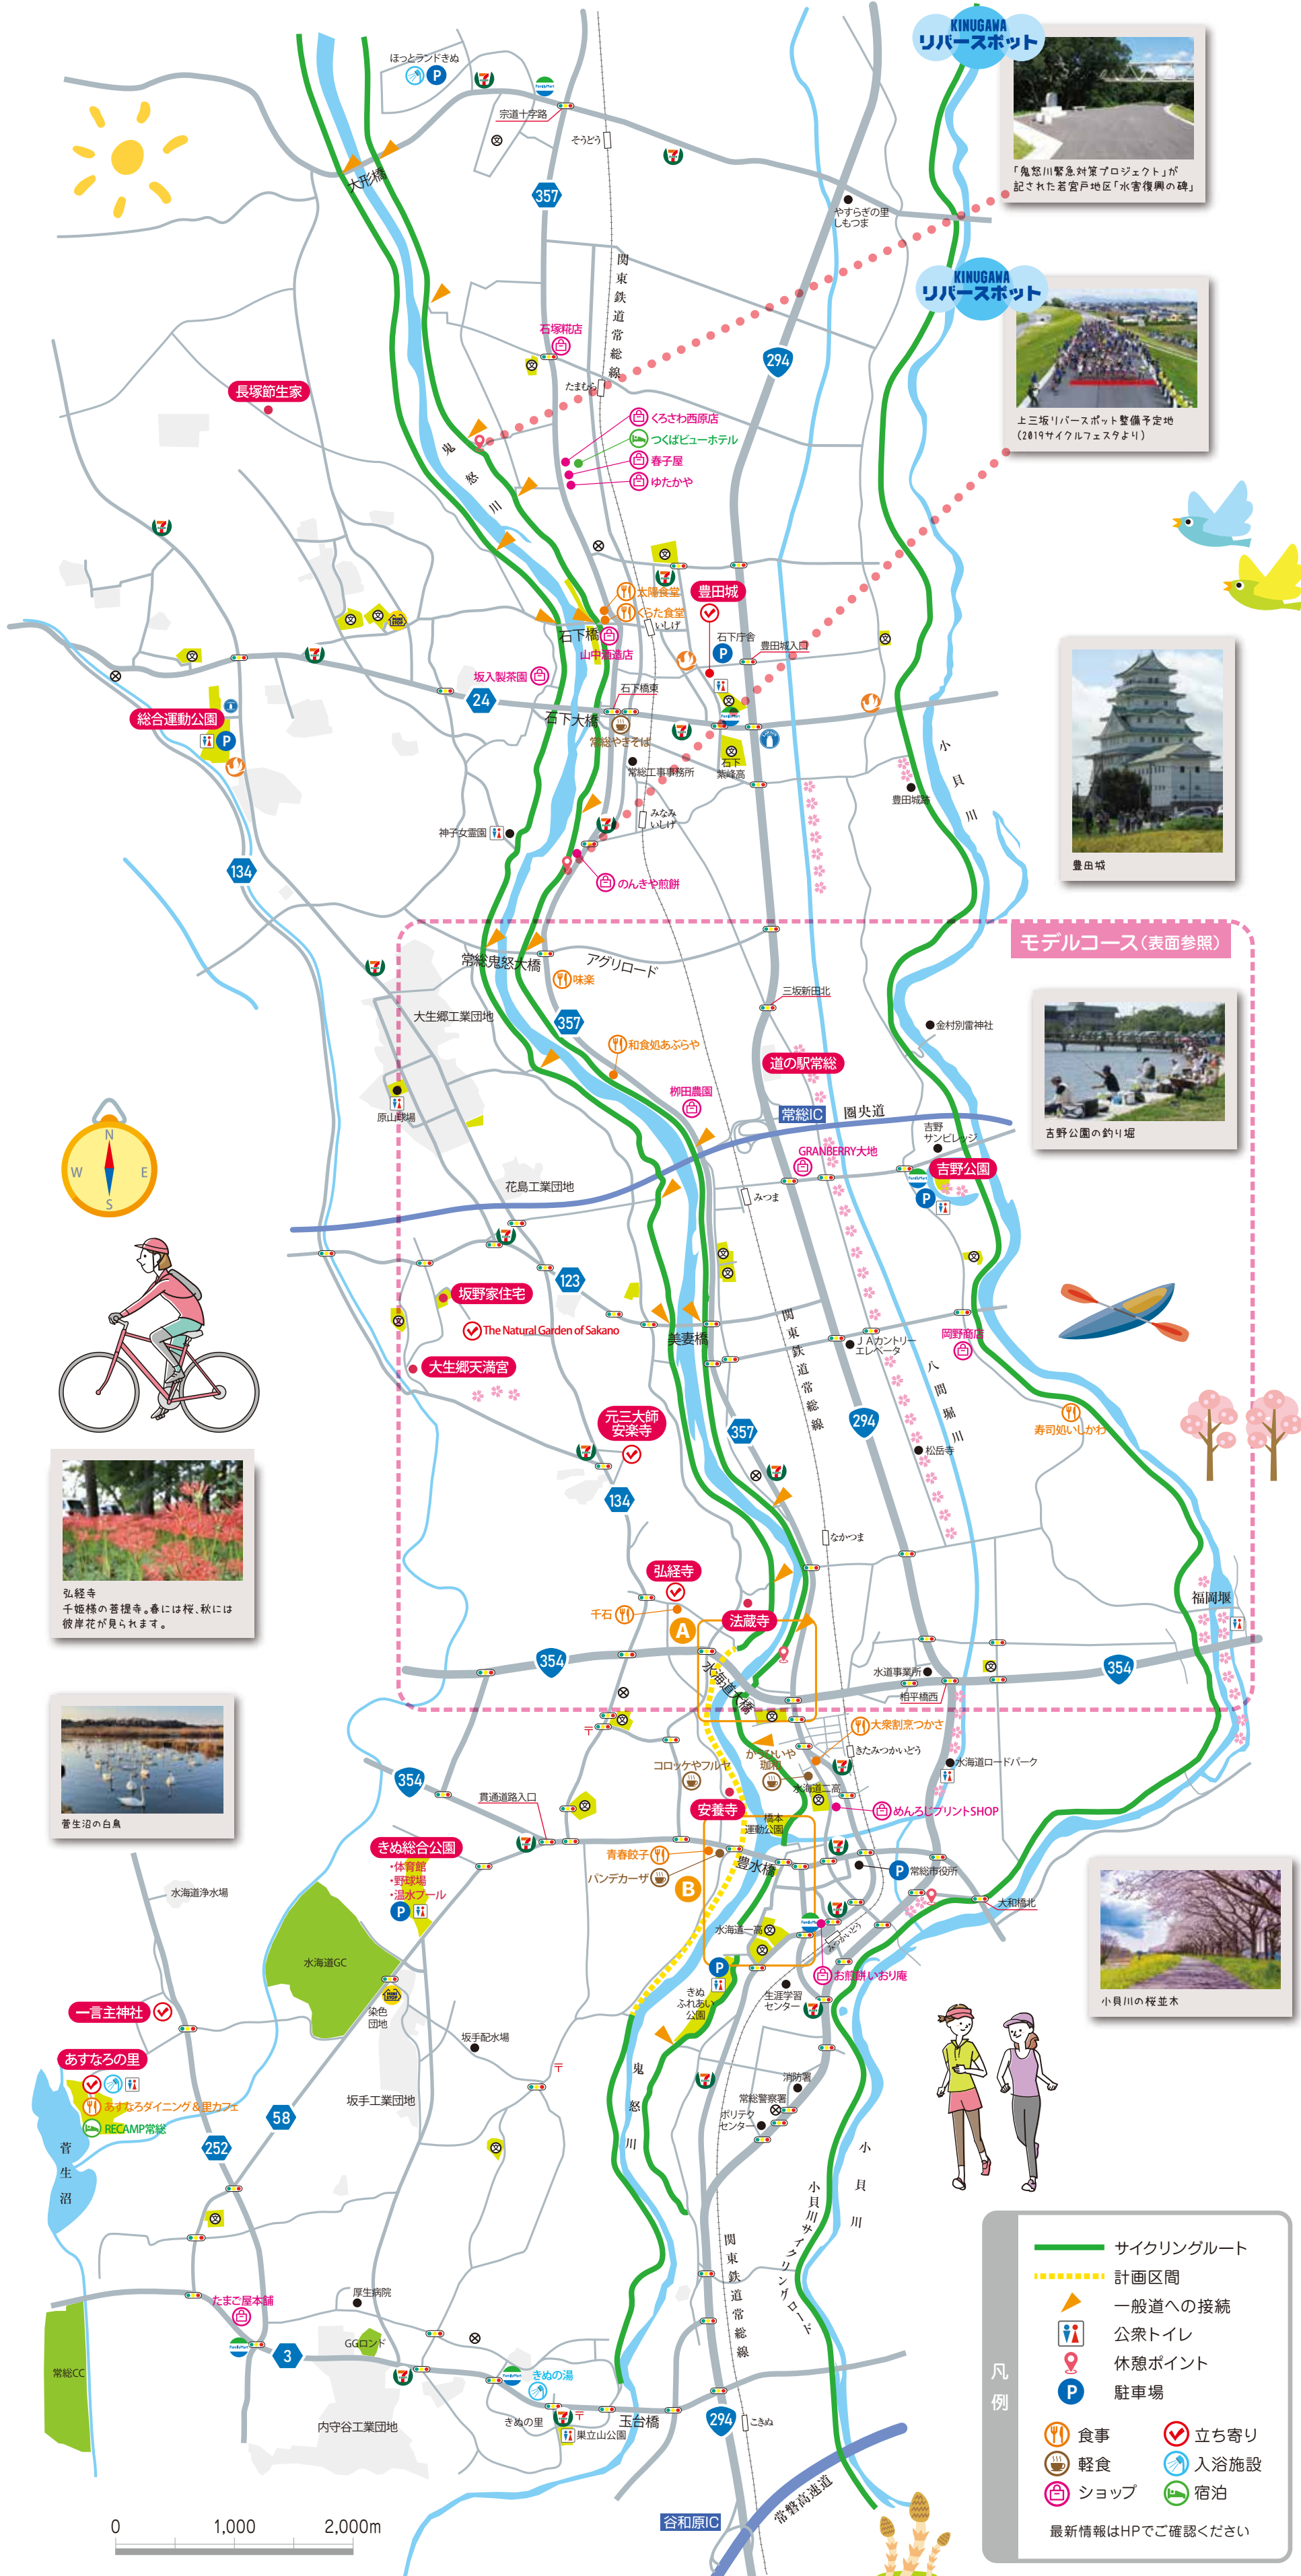 KINUGAWA
リバースポット
「鬼怒川緊急対策プロジェクト」が
記された若宮戸地区「水害復興の碑」
ほっとランドきぬ
P
宗道十字路
そうどう
大形橋
357
やすらぎの里
しもつま
関東鉄道常総線
KINUGAWA
リバースポット
上三坂リバースポット整備予定地
(2019サイクルフェスタより)
石塚糀店
294
たまむら
長塚節生家
くろさわ西原店
つくばビューホテル
春子屋
ゆたかや
鬼怒川
太陽食堂
くらた食堂
豊田城
いしげ
石下橋
山中酒造店
石下庁舎
P
豊田城入口
坂入製茶園
24
石下橋東
石下大橋
常総やきそば
総合運動公園
P
石下
紫峰高
常総工事事務所
小貝川
豊田城跡
豊田城
みなみ
いしげ
神子女霊園
134
のんきや煎餅
モデルコース(表面参照)
常総鬼怒大橋
アグリロード
味楽
三坂新田北
大生郷工業団地
357
金村別雷神社
和食処あぶらや
道の駅常総
栁田農園
原山球場
常総IC
圏央道
吉野公園の釣り堀
吉野
サンビレッジ
GRANBERRY大地
吉野公園
P
N
W
E
S
花島工業団地
みつま
123
坂野家住宅
The Natural Garden of Sakano
美妻橋
関東鉄道常総線
JAカントリー
エレベータ
岡野商店
大生郷天満宮
八間堀川
元三大師
安楽寺
357
294
寿司処いしかわ
松岳寺
134
なかつま
弘経寺
千姫様の菩提寺。春には桜、秋には
彼岸花が見られます。
弘経寺
千石
法蔵寺
A
福岡堰
354
水海道大橋
水道事業所
354
相平橋西
大衆割烹つかさ
きたみつかいどう
コロッケやフルヤ
珈和
水海道ロードパーク
菅生沼の白鳥
354
貫通道路入口
水海道二高
めんろじプリントSHOP
安養寺
橋本
運動公園
きぬ総合公園
・体育館
・野球場
・温水プール
P
青春餃子
豊水橋
パンデカーザ
B
P
常総市役所
水海道浄水場
大和橋北
水海道一高
みつかいどう
小貝川の桜並木
水海道GC
P
きぬ
ふれあい
公園
お煎餅いおり庵
生涯学習
センター
一言主神社
染色
団地
坂手配水場
あすなろの里
あすなろダイニング&里カフェ
RECAMP常総
坂手工業団地
鬼怒川
消防署
常総警察署
ポリテク
センター
58
252
菅生沼
小貝川
小貝川サイクリングロード
関東鉄道常総線
たまご屋本舗
厚生病院
GGロンド
3
常総CC
きぬの湯
きぬの里
内守谷工業団地
巣立山公園
玉台橋
294
こきぬ
常磐高速道
谷和原IC
0
1,000
2,000m
凡例
サイクリングルート
計画区間
一般道への接続
公衆トイレ
休憩ポイント
P
駐車場
食事
立ち寄り
軽食
入浴施設
ショップ
宿泊
最新情報はHPでご確認ください